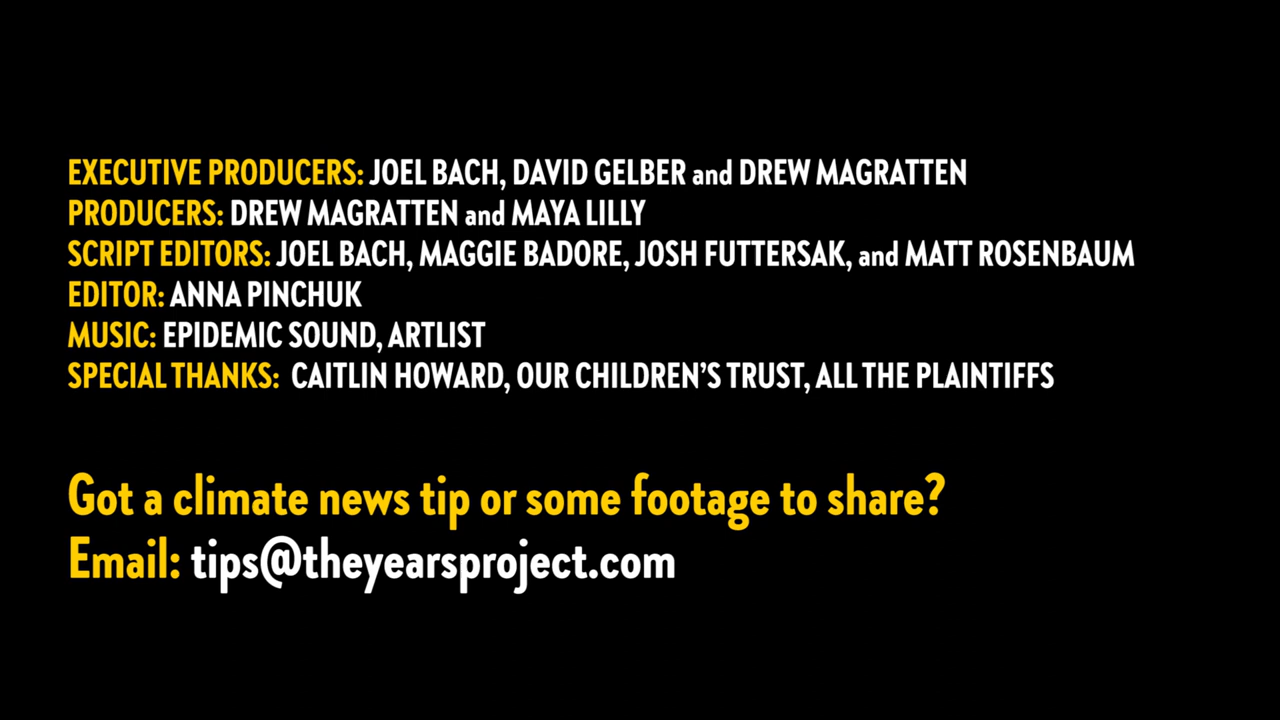 EXECUTIVE PRODUCERS: JOEL BACH, DAVID GELBER and DREW MAGRATTEN
PRODUCERS: DREW MAGRATTEN and MAYA LILLY
SCRIPT EDITORS: JOEL BACH, MAGGIE BADORE, JOSH FUTTERSAK, and MATT ROSENBAUM
EDITOR: ANNA PINCHUK
MUSIC: EPIDEMIC SOUND, ARTLIST
SPECIAL THANKS: CAITLIN HOWARD, OUR CHILDREN'S TRUST, ALL THE PLAINTIFFS
Got a climate news tip or some footage to share?
Email: tips@theyearsproject.com